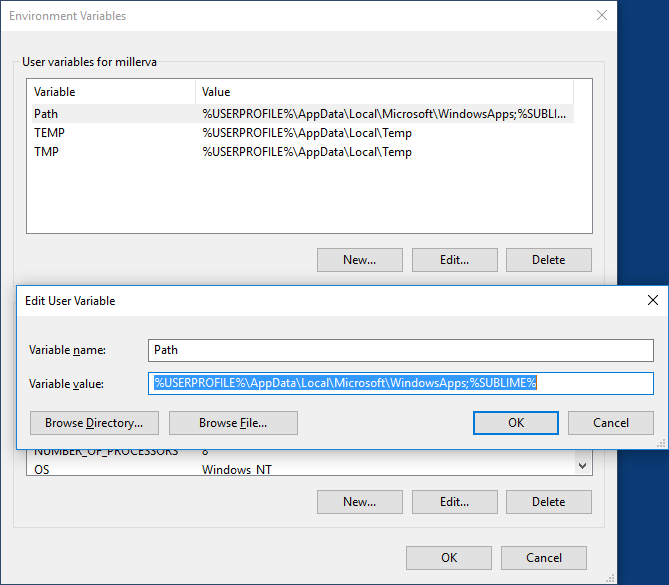 Environment Variables
User variables for millerva
Variable Value
Path %USERPROFILE%\AppData\Local\Microsoft\WindowsApps;%SUBLI...
TEMP %USERPROFILE%\AppData\Local\Temp
TMP %USERPROFILE%\AppData\Local\Temp
New... Edit... Delete
Edit User Variable
Variable name: Path
Variable value: %USERPROFILE%\AppData\Local\Microsoft\WindowsApps;%SUBLIME%
Browse Directory... Browse File... OK Cancel
NUMBER_OF_PROCESSORS 8
OS Windows_NT
New... Edit... Delete
OK Cancel